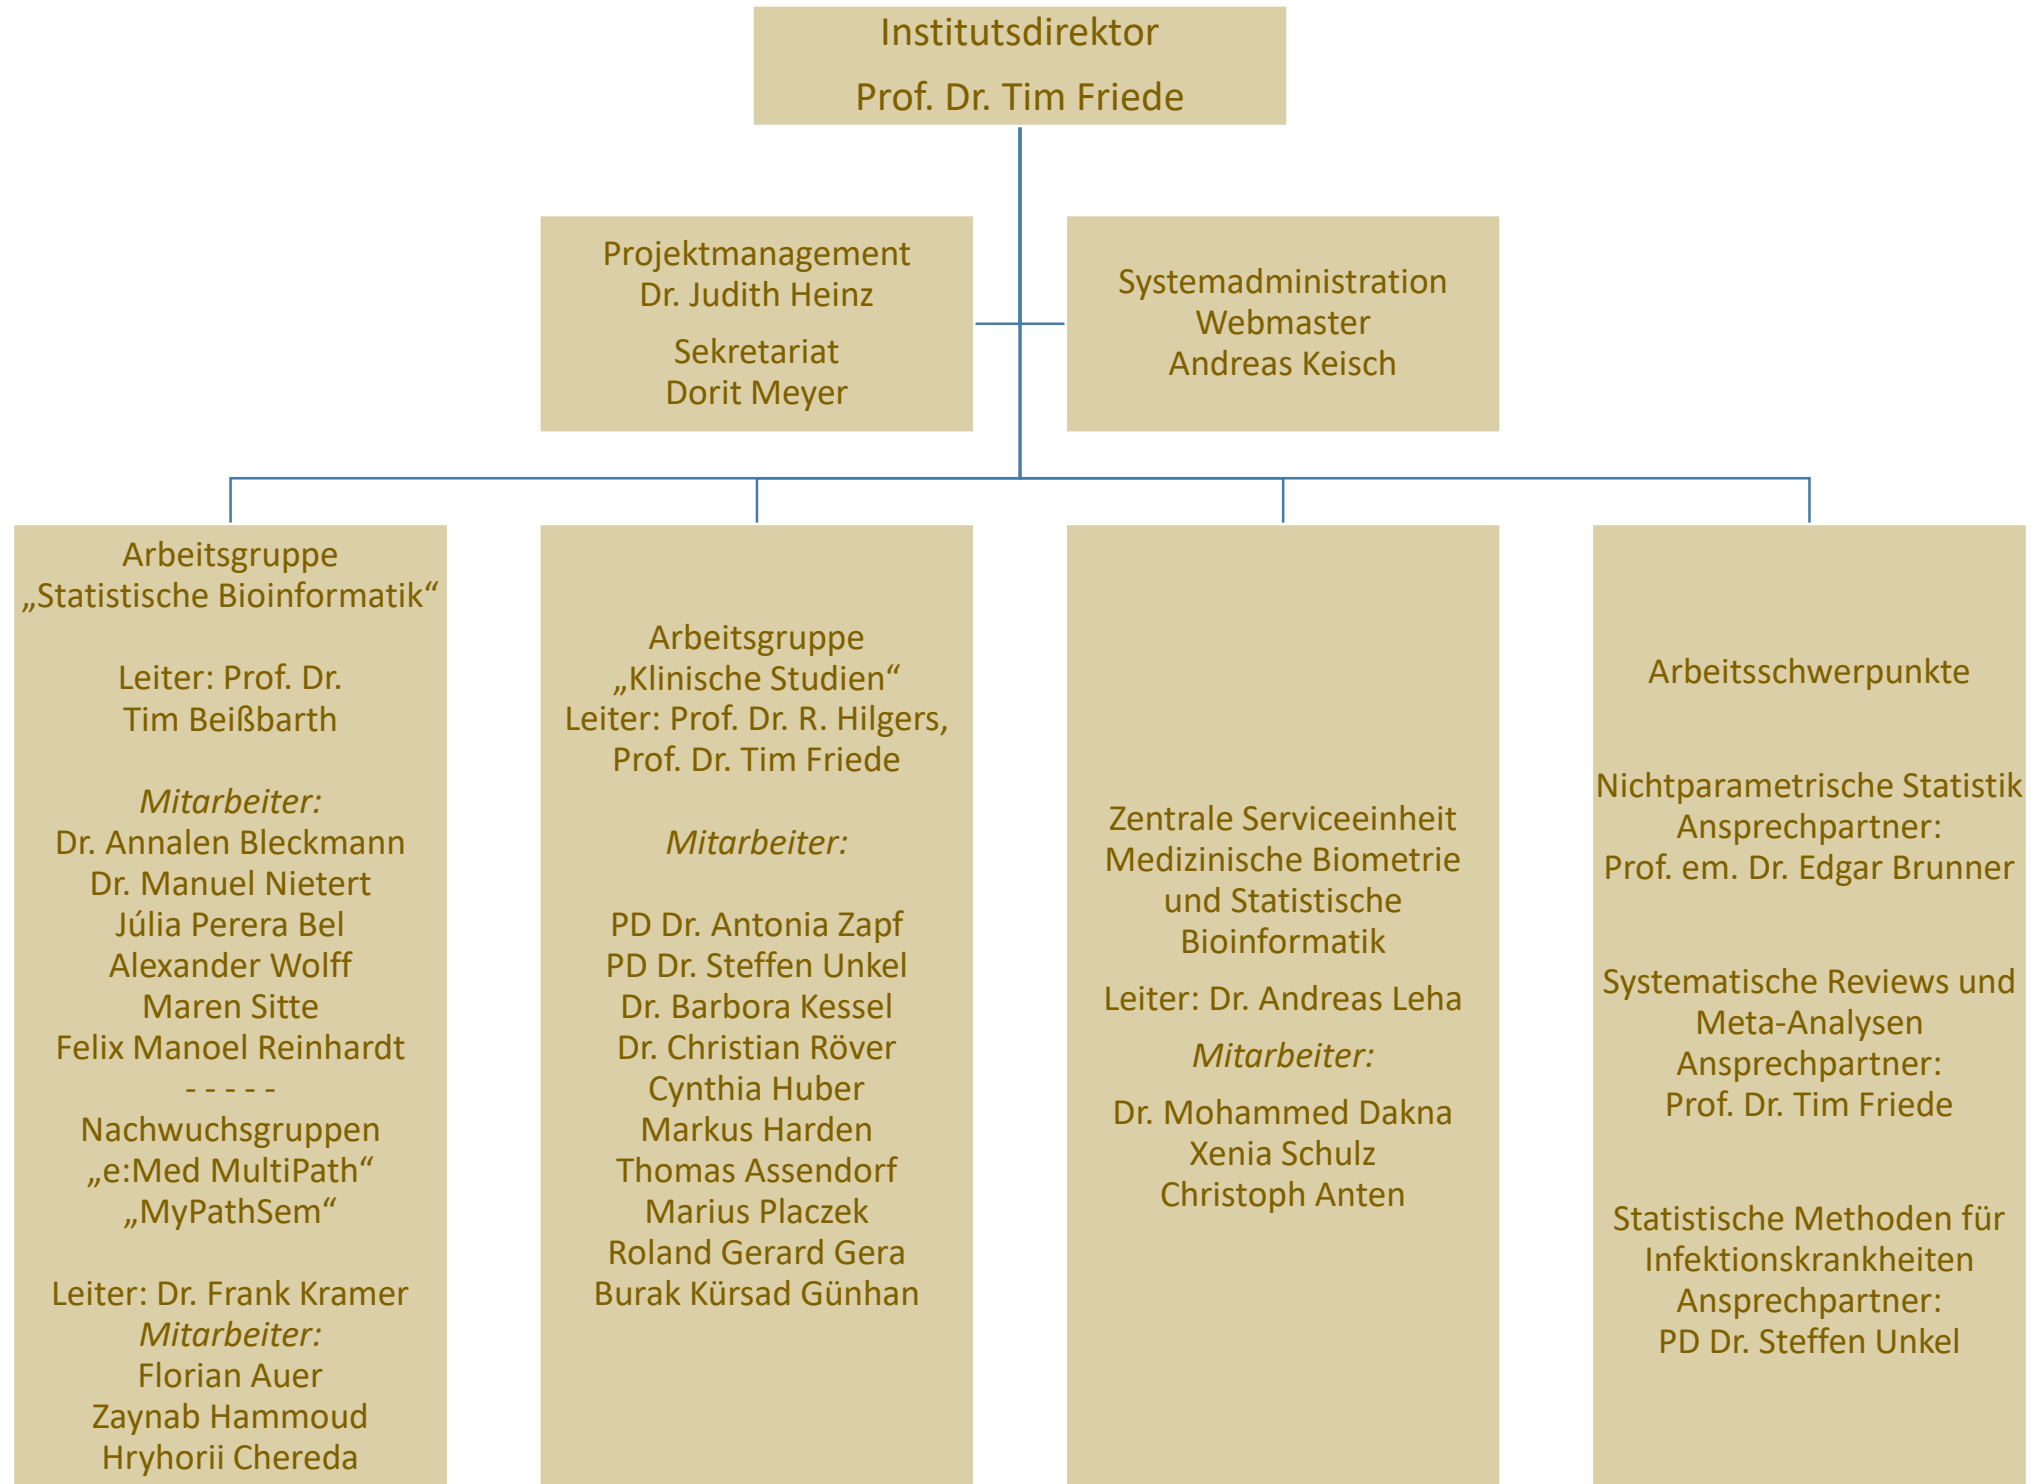 Institutsdirektor
Prof. Dr. Tim Friede
Projektmanagement
Dr. Judith Heinz
Sekretariat
Dorit Meyer
Systemadministration
Webmaster
Andreas Keisch
Arbeitsgruppe
„Statistische Bioinformatik“
Leiter: Prof. Dr.
Tim Beißbarth
Mitarbeiter:
Dr. Annalen Bleckmann
Dr. Manuel Nietert
Júlia Perera Bel
Alexander Wolff
Maren Sitte
Felix Manoel Reinhardt
- - - - -
Nachwuchsgruppen
„e:Med MultiPath“
„MyPathSem“
Leiter: Dr. Frank Kramer
Mitarbeiter:
Florian Auer
Zaynab Hammoud
Hryhorii Chereda
Arbeitsgruppe
„Klinische Studien“
Leiter: Prof. Dr. R. Hilgers,
Prof. Dr. Tim Friede
Mitarbeiter:
PD Dr. Antonia Zapf
PD Dr. Steffen Unkel
Dr. Barbora Kessel
Dr. Christian Röver
Cynthia Huber
Markus Harden
Thomas Assendorf
Marius Placzek
Roland Gerard Gera
Burak Kürsad Günhan
Zentrale Serviceeinheit
Medizinische Biometrie
und Statistische
Bioinformatik
Leiter: Dr. Andreas Leha
Mitarbeiter:
Dr. Mohammed Dakna
Xenia Schulz
Christoph Anten
Arbeitsschwerpunkte
Nichtparametrische Statistik
Ansprechpartner:
Prof. em. Dr. Edgar Brunner
Systematische Reviews und
Meta-Analysen
Ansprechpartner:
Prof. Dr. Tim Friede
Statistische Methoden für
Infektionskrankheiten
Ansprechpartner:
PD Dr. Steffen Unkel